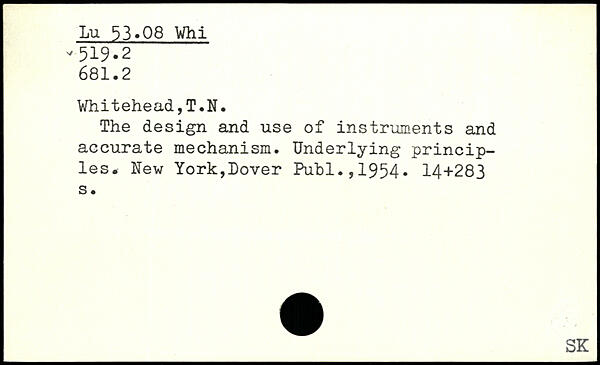 Lu 53.08 Whi
✓519.2
681.2
Whitehead,T.N.
The design and use of instruments and
accurate mechanism. Underlying princip-
les. New York,Dover Publ.,1954. 14+283
s.
SK